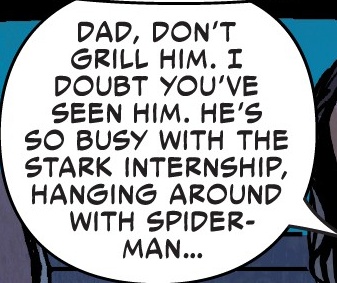 DAD, DON'T
GRILL HIM. I
DOUBT YOU'VE
SEEN HIM. HE'S
SO BUSY WITH THE
STARK INTERNSHIP,
HANGING AROUND
WITH SPIDER-
MAN...